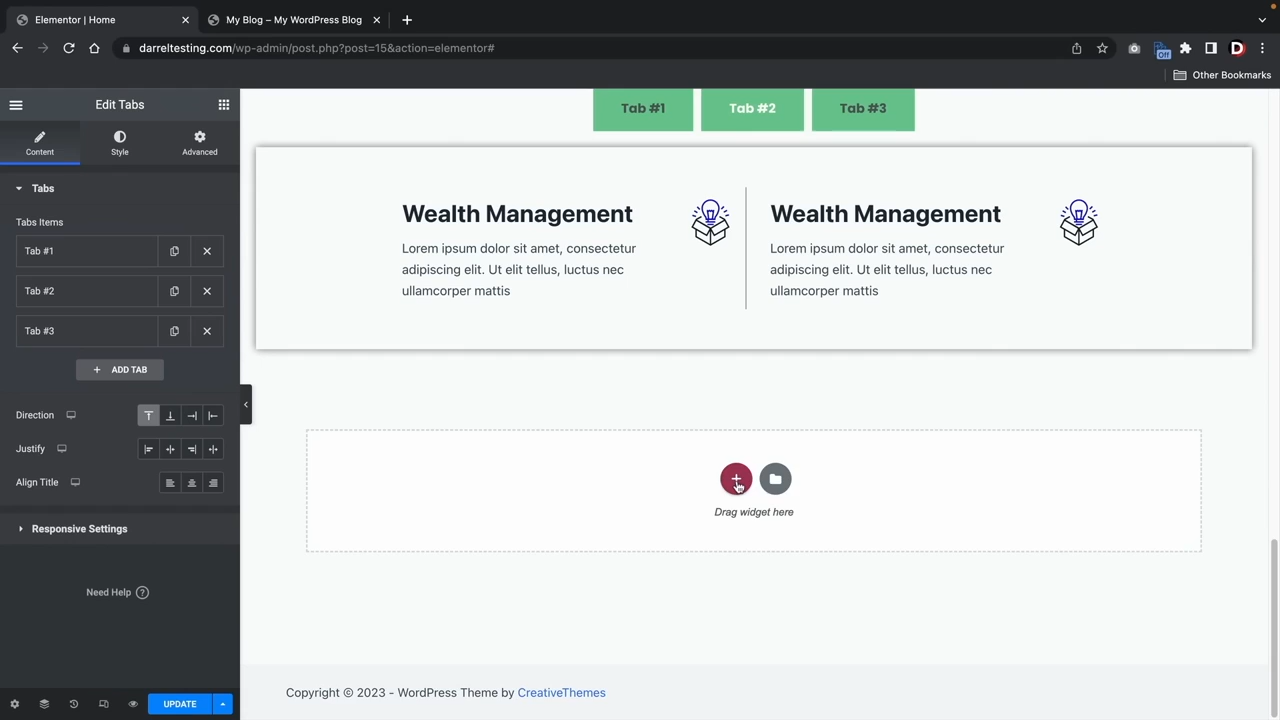 Elementor | Home
My Blog – My WordPress Blog
darreltesting.com/wp-admin/post.php?post=15&action=elementor#
Off
D
Other Bookmarks
Edit Tabs
Content
Style
Advanced
Tabs
Tabs Items
Tab #1
Tab #2
Tab #3
ADD TAB
Direction
Justify
Align Title
Responsive Settings
Need Help
UPDATE
Tab #1
Tab #2
Tab #3
Wealth Management
Lorem ipsum dolor sit amet, consectetur
adipiscing elit. Ut elit tellus, luctus nec
ullamcorper mattis
Wealth Management
Lorem ipsum dolor sit amet, consectetur
adipiscing elit. Ut elit tellus, luctus nec
ullamcorper mattis
Drag widget here
Copyright © 2023 - WordPress Theme by CreativeThemes